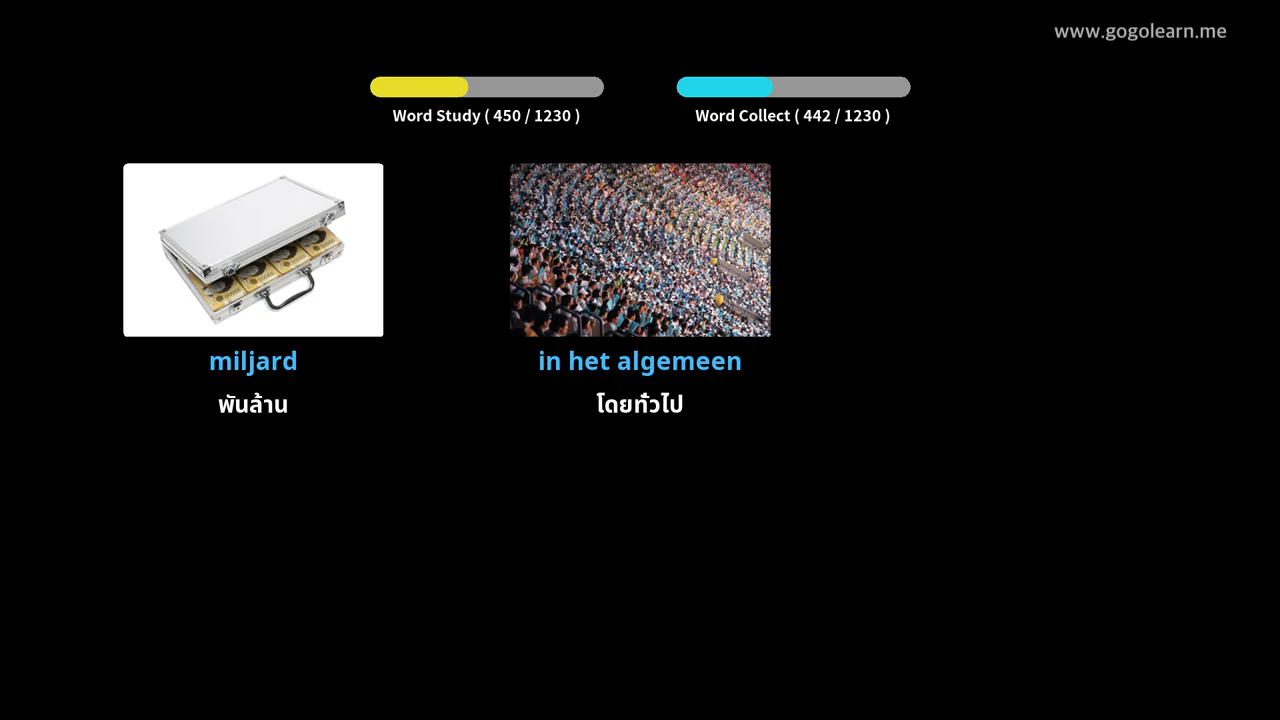 www.gogolearn.me
Word Study ( 450 / 1230 )
Word Collect ( 442 / 1230 )
miljard
in het algemeen
พันล้าน
โดยทั่วไป